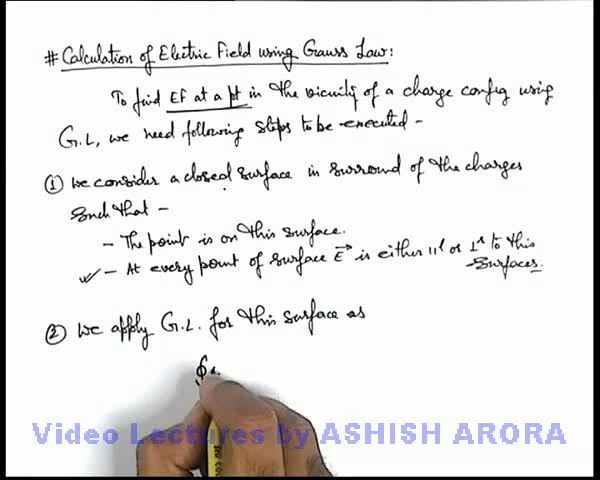 # Calculation of Electric Field using Gauss Law:
To find EF at a pt in the vicinity of a charge config using
G.L, we need following steps to be executed -
① we consider a closed surface in surround of the charges
such that -
- The point is on this surface.
✓ - At every point of surface E⃗ is either ||ˡ or ⊥ʳ to this
surfaces.
② we apply G.L. for this surface as
Video Lectures by ASHISH ARORA